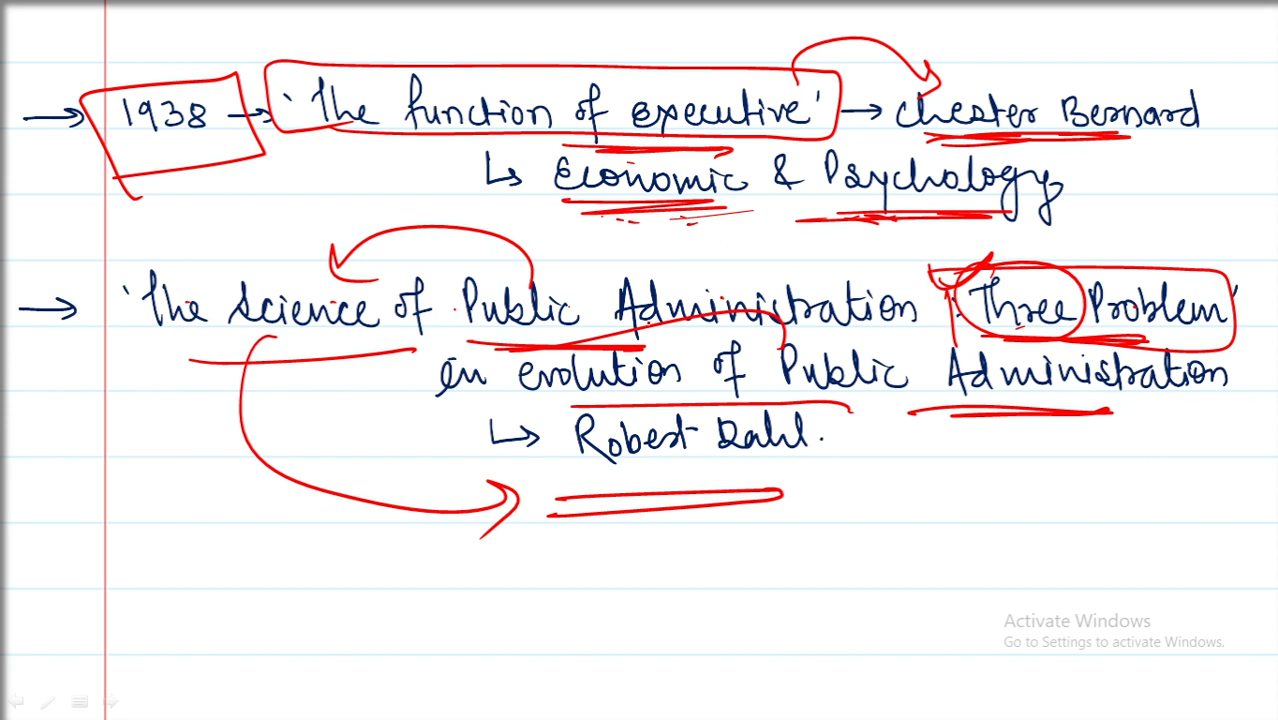 → 1938 → 'The function of executive' → Chester Bernard
↳ Economic & Psychology
→ 'The Science of Public Administration : Three Problem'
in evolution of Public Administration
↳ Robert Dahl.
Activate Windows
Go to Settings to activate Windows.